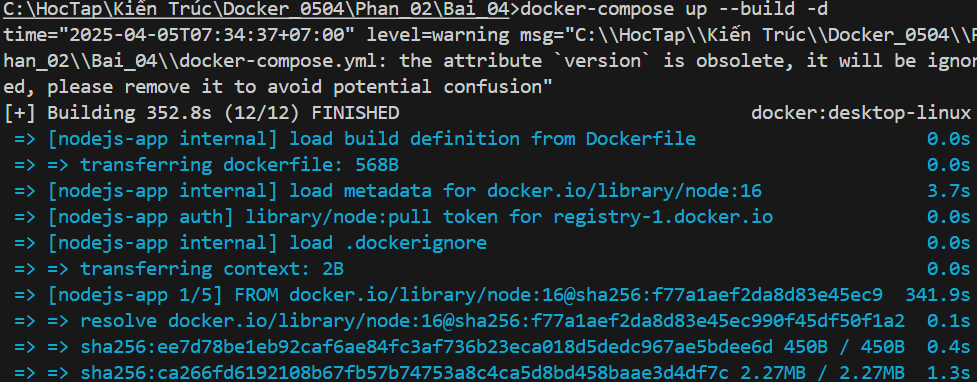 C:\HocTap\Kiến Trúc\Docker_0504\Phan_02\Bai_04>docker-compose up --build -d
time="2025-04-05T07:34:37+07:00" level=warning msg="C:\\HocTap\\Kiến Trúc\\Docker_0504\\P
han_02\\Bai_04\\docker-compose.yml: the attribute `version` is obsolete, it will be ignor
ed, please remove it to avoid potential confusion"
[+] Building 352.8s (12/12) FINISHED docker:desktop-linux
=> [nodejs-app internal] load build definition from Dockerfile 0.0s
=> => transferring dockerfile: 568B 0.0s
=> [nodejs-app internal] load metadata for docker.io/library/node:16 3.7s
=> [nodejs-app auth] library/node:pull token for registry-1.docker.io 0.0s
=> [nodejs-app internal] load .dockerignore 0.0s
=> => transferring context: 2B 0.0s
=> [nodejs-app 1/5] FROM docker.io/library/node:16@sha256:f77a1aef2da8d83e45ec9 341.9s
=> => resolve docker.io/library/node:16@sha256:f77a1aef2da8d83e45ec990f45df50f1a2 0.1s
=> => sha256:ee7d78be1eb92caf6ae84fc3af736b23eca018d5dedc967ae5bdee6d 450B / 450B 0.4s
=> => sha256:ca266fd6192108b67fb57b74753a8c4ca5d8bd458baae3d4df7c 2.27MB / 2.27MB 1.3s